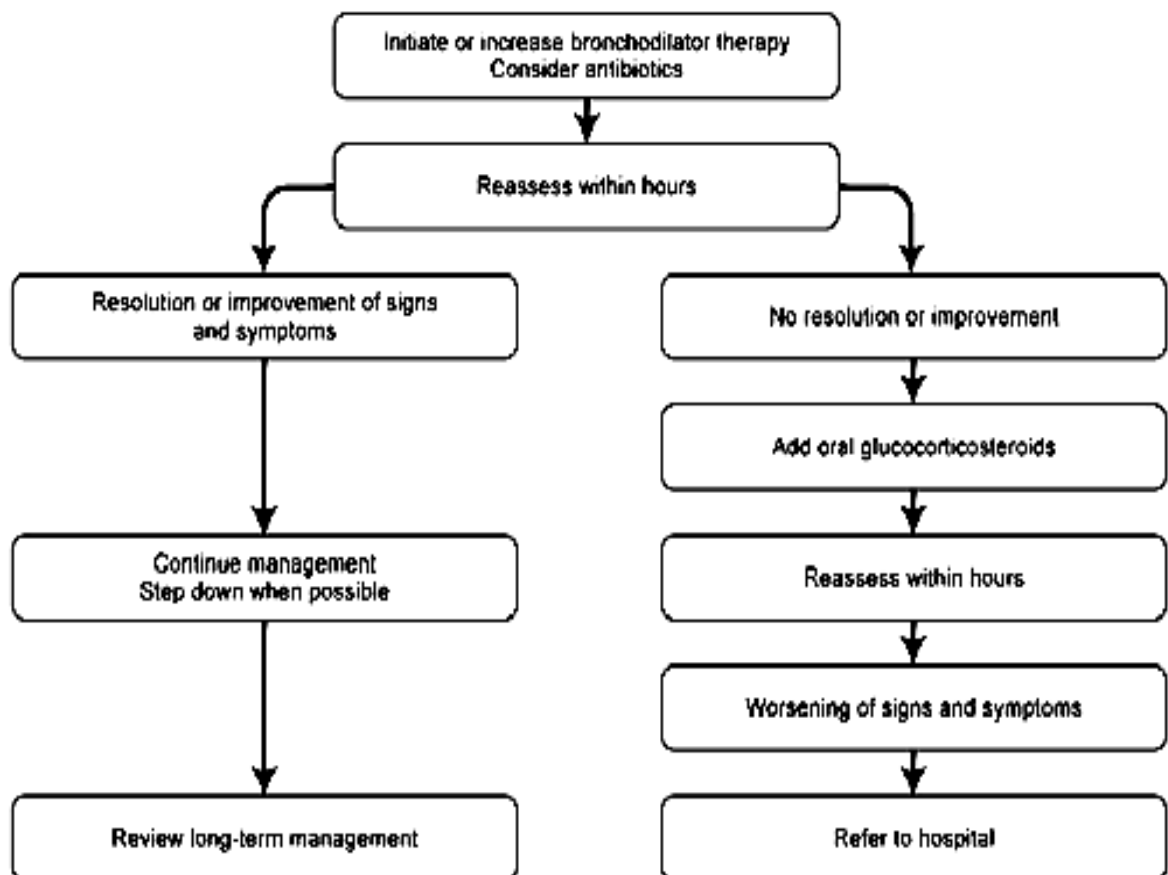 Initiate or increase bronchodilator therapy
Consider antibiotics
Reassess within hours
Resolution or improvement of signs
and symptoms
No resolution or improvement
Add oral glucocorticosteroids
Continue management
Step down when possible
Reassess within hours
Worsening of signs and symptoms
Review long-term management
Refer to hospital